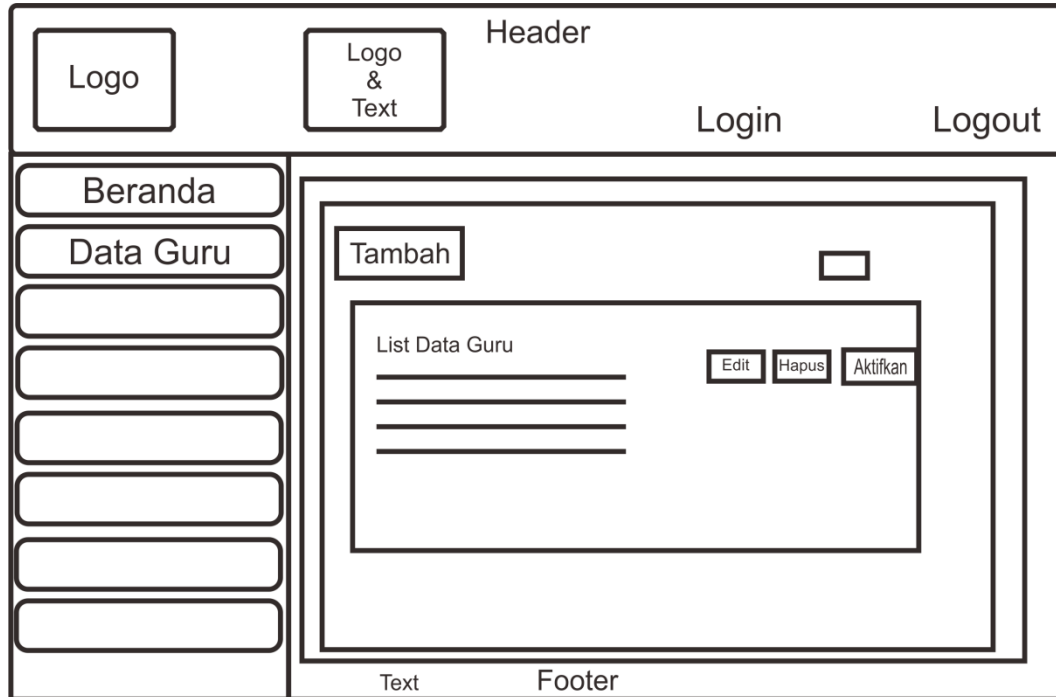 Header
Logo
Logo
&
Text
Login
Logout
Beranda
Data Guru
Tambah
List Data Guru
Edit
Hapus
Aktifkan
Text
Footer